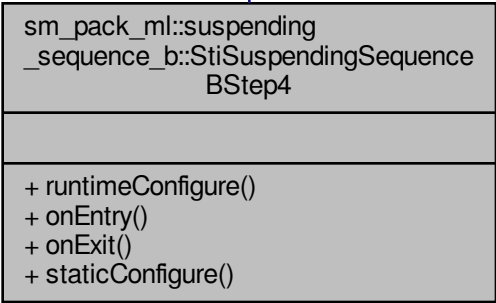 sm_pack_ml::suspending
_sequence_b::StiSuspendingSequence
BStep4
+ runtimeConfigure()
+ onEntry()
+ onExit()
+ staticConfigure()